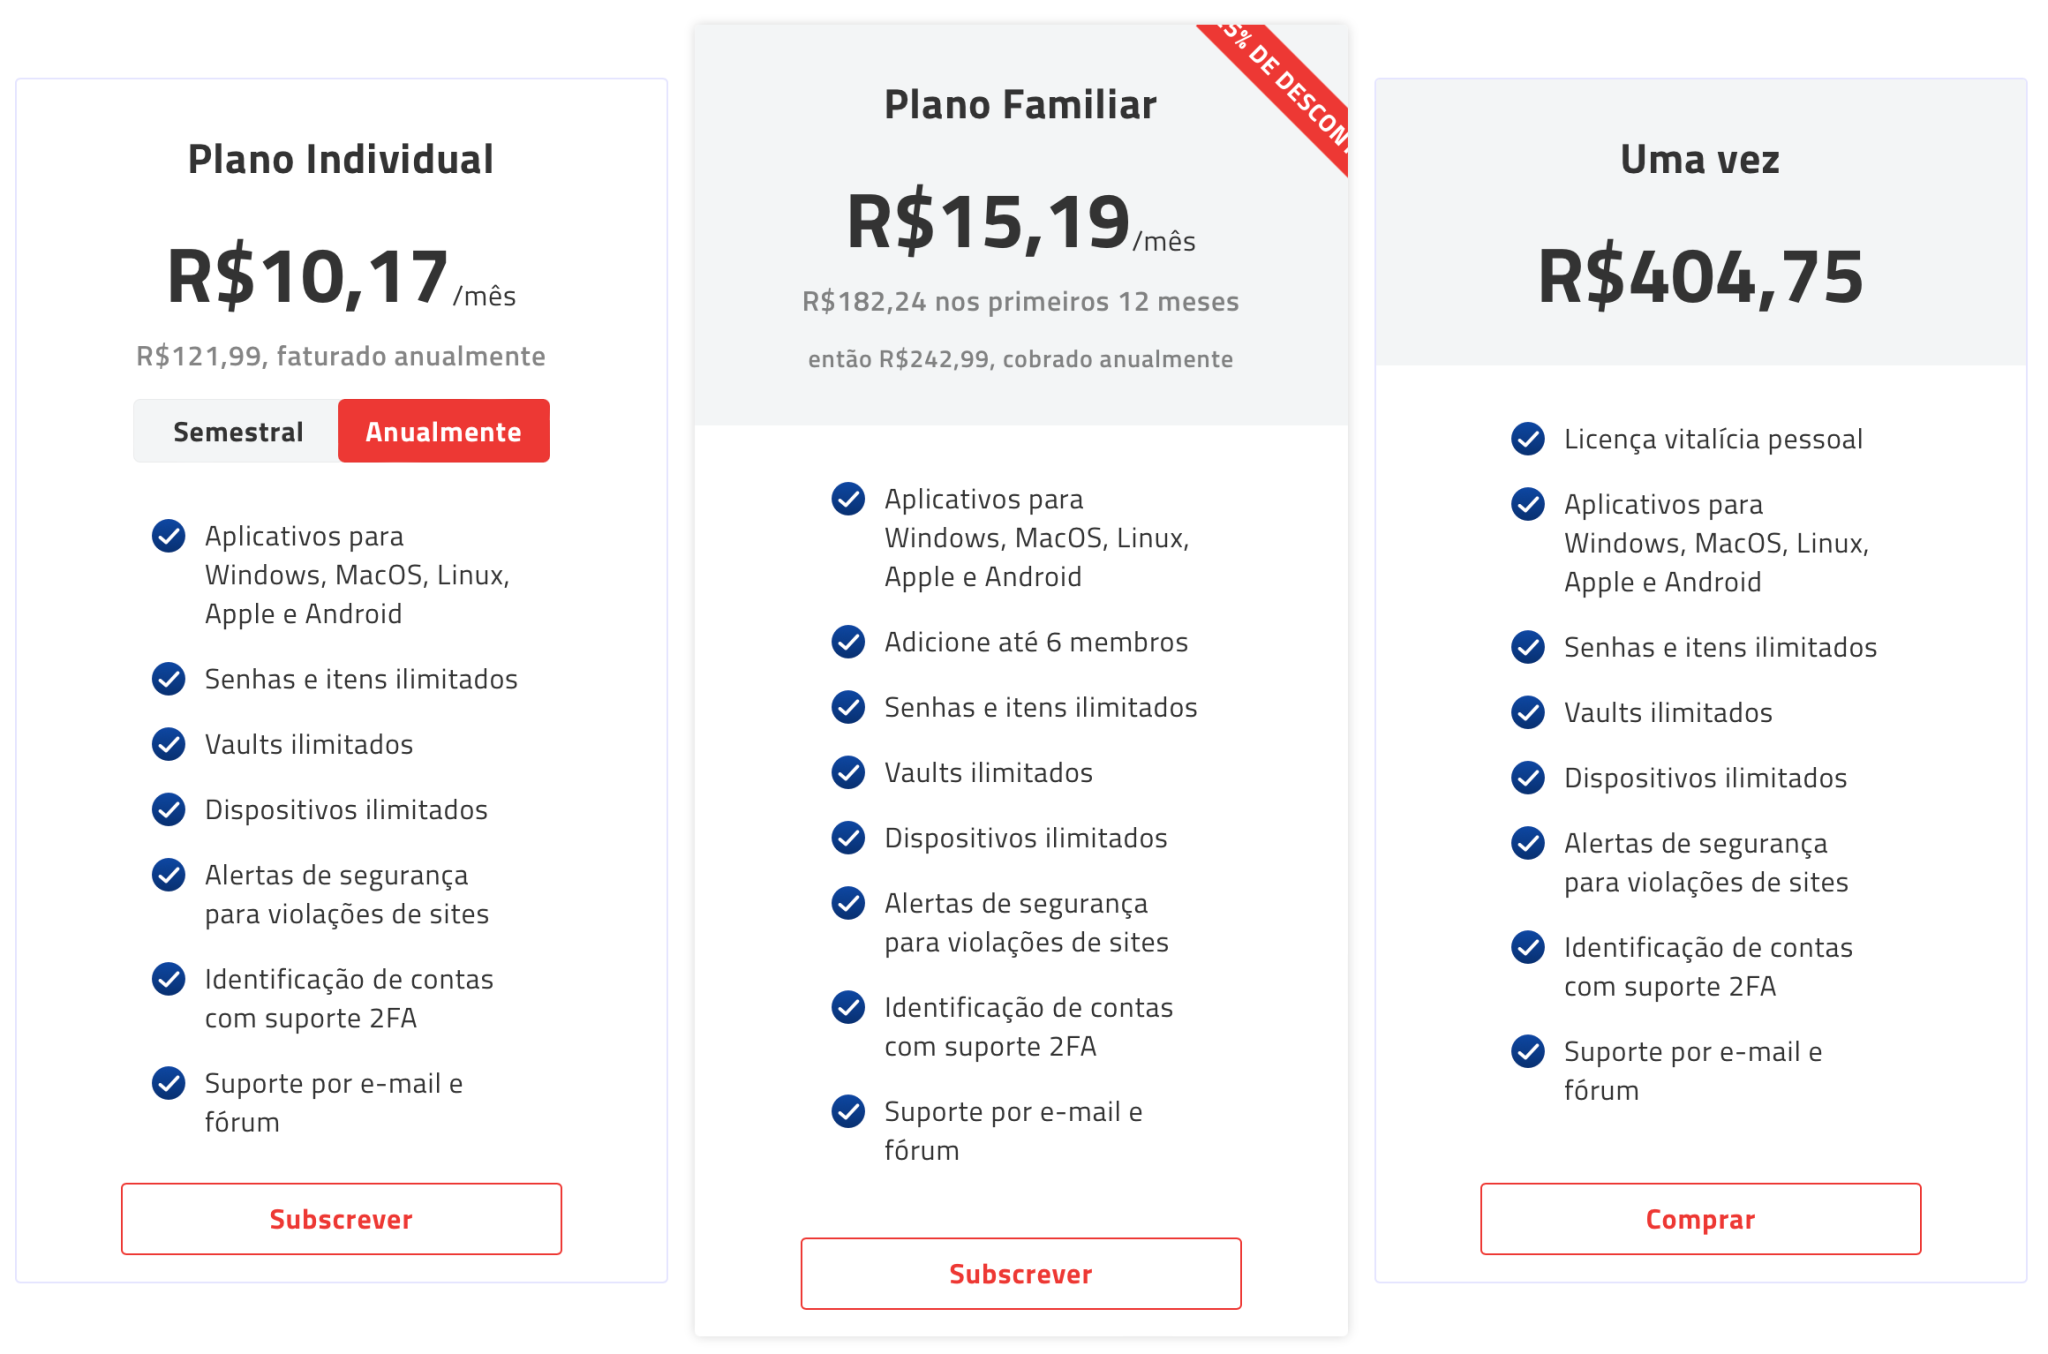 Plano Individual
R$10,17/mês
R$121,99, faturado anualmente
Semestral
Anualmente
Aplicativos para
Windows, MacOS, Linux,
Apple e Android
Senhas e itens ilimitados
Vaults ilimitados
Dispositivos ilimitados
Alertas de segurança
para violações de sites
Identificação de contas
com suporte 2FA
Suporte por e-mail e
fórum
Subscrever
5% DE DESCONT
Plano Familiar
R$15,19/mês
R$182,24 nos primeiros 12 meses
então R$242,99, cobrado anualmente
Aplicativos para
Windows, MacOS, Linux,
Apple e Android
Adicione até 6 membros
Senhas e itens ilimitados
Vaults ilimitados
Dispositivos ilimitados
Alertas de segurança
para violações de sites
Identificação de contas
com suporte 2FA
Suporte por e-mail e
fórum
Subscrever
Uma vez
R$404,75
Licença vitalícia pessoal
Aplicativos para
Windows, MacOS, Linux,
Apple e Android
Senhas e itens ilimitados
Vaults ilimitados
Dispositivos ilimitados
Alertas de segurança
para violações de sites
Identificação de contas
com suporte 2FA
Suporte por e-mail e
fórum
Comprar